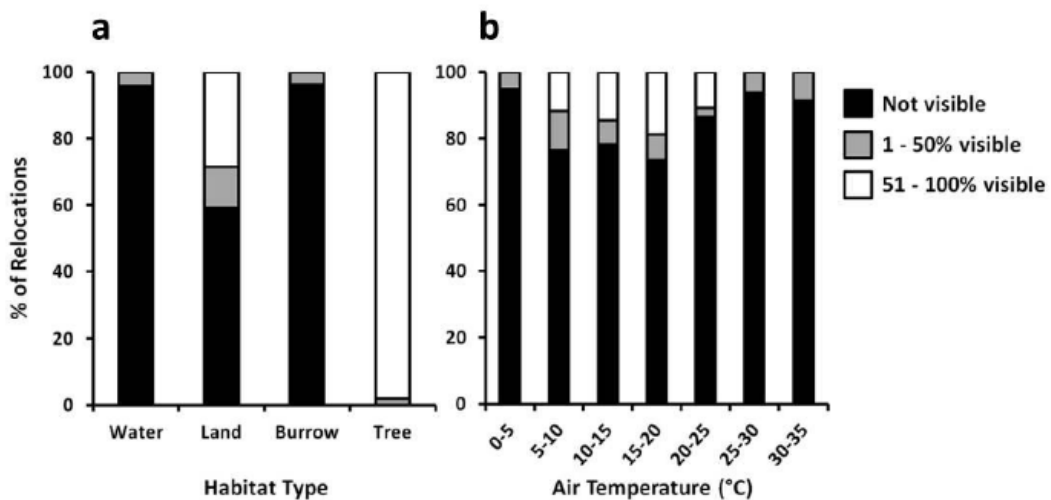 a
b
100
80
60
40
20
0
% of Relocations
Water Land Burrow Tree
Habitat Type
100
80
60
40
20
0
0-5 5-10 10-15 15-20 20-25 25-30 30-35
Air Temperature (°C)
Not visible
1 - 50% visible
51 - 100% visible